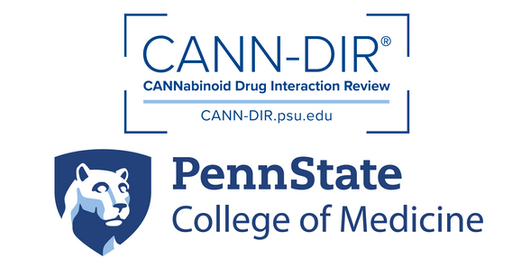 CANN-DIR®
CANNabinoid Drug Interaction Review
CANN-DIR.psu.edu
PennState
College of Medicine